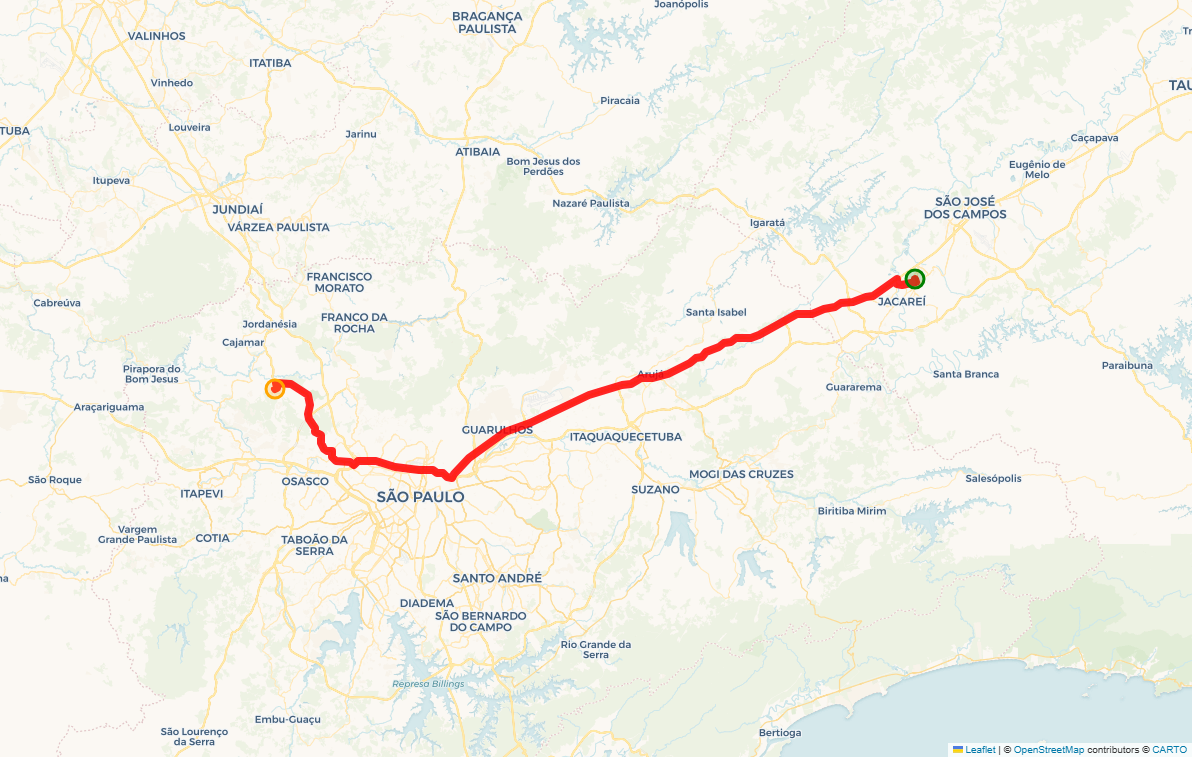 Joanópolis
BRAGANÇA
PAULISTA
VALINHOS
ITATIBA
Vinhedo
TAU
Piracaia
Louveira
TUBA
Jarinu
Caçapava
ATIBAIA
Bom Jesus dos
Perdões
Eugênio de
Melo
Itupeva
Nazaré Paulista
SÃO JOSÉ
DOS CAMPOS
JUNDIAÍ
VÁRZEA PAULISTA
Igaratá
FRANCISCO
MORATO
JACAREÍ
Cabreúva
Santa Isabel
FRANCO DA
ROCHA
Jordanésia
Cajamar
Paraibuna
Pirapora do
Bom Jesus
Arujá
Santa Branca
Guararema
Araçariguama
GUARULHOS
ITAQUAQUECETUBA
São Roque
OSASCO
MOGI DAS CRUZES
Salesópolis
ITAPEVI
SÃO PAULO
SUZANO
Biritiba Mirim
Vargem
Grande Paulista
COTIA
TABOÃO DA
SERRA
na
SANTO ANDRÉ
DIADEMA
SÃO BERNARDO
DO CAMPO
Rio Grande da
Serra
Represa Billings
Embu-Guaçu
São Lourenço
da Serra
Bertioga
Leaflet | © OpenStreetMap contributors © CARTO